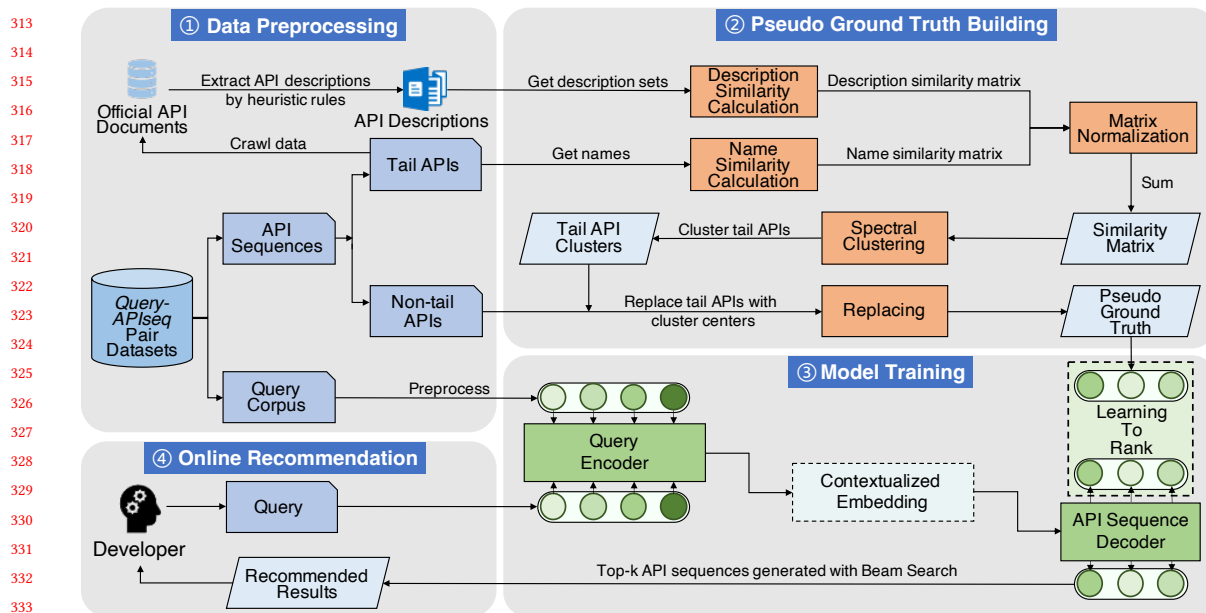 313
314
315
316
317
318
319
320
321
322
323
324
325
326
327
328
329
330
331
332
333
① Data Preprocessing
Official API
Documents
Extract API descriptions
by heuristic rules
API Descriptions
Crawl data
Tail APIs
API
Sequences
Non-tail
APIs
Query-
APIseq
Pair
Datasets
Query
Corpus
② Pseudo Ground Truth Building
Get description sets
Description
Similarity
Calculation
Description similarity matrix
Get names
Name
Similarity
Calculation
Name similarity matrix
Matrix
Normalization
Sum
Similarity
Matrix
Spectral
Clustering
Cluster tail APIs
Tail API
Clusters
Replace tail APIs with
cluster centers
Replacing
Pseudo
Ground
Truth
③ Model Training
Preprocess
Query
Encoder
Contextualized
Embedding
Learning
To
Rank
API Sequence
Decoder
④ Online Recommendation
Developer
Query
Recommended
Results
Top-k API sequences generated with Beam Search